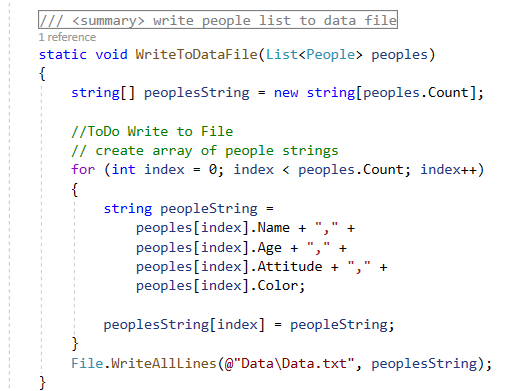 /// <summary> write people list to data file
1 reference
static void WriteToDataFile(List<People> peoples)
{
string[] peoplesString = new string[peoples.Count];
//ToDo Write to File
// create array of people strings
for (int index = 0; index < peoples.Count; index++)
{
string peopleString =
peoples[index].Name + "," +
peoples[index].Age + "," +
peoples[index].Attitude + "," +
peoples[index].Color;
peoplesString[index] = peopleString;
}
File.WriteAllLines(@"Data\Data.txt", peoplesString);
}